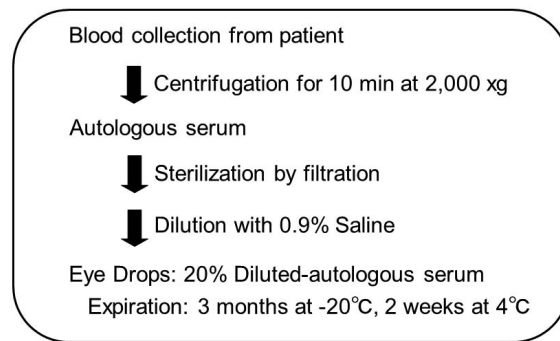 Blood collection from patient
Centrifugation for 10 min at 2,000 xg
Autologous serum
Sterilization by filtration
Dilution with 0.9% Saline
Eye Drops: 20% Diluted-autologous serum
Expiration: 3 months at -20°C, 2 weeks at 4°C